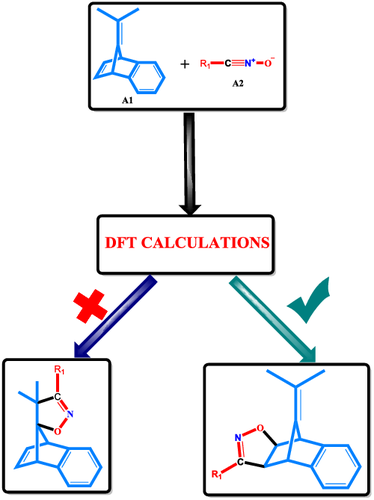 + R₁ C≡N⁺ O⁻
A1 A2
DFT CALCULATIONS
R₁
N
O
O
N
C
R₁